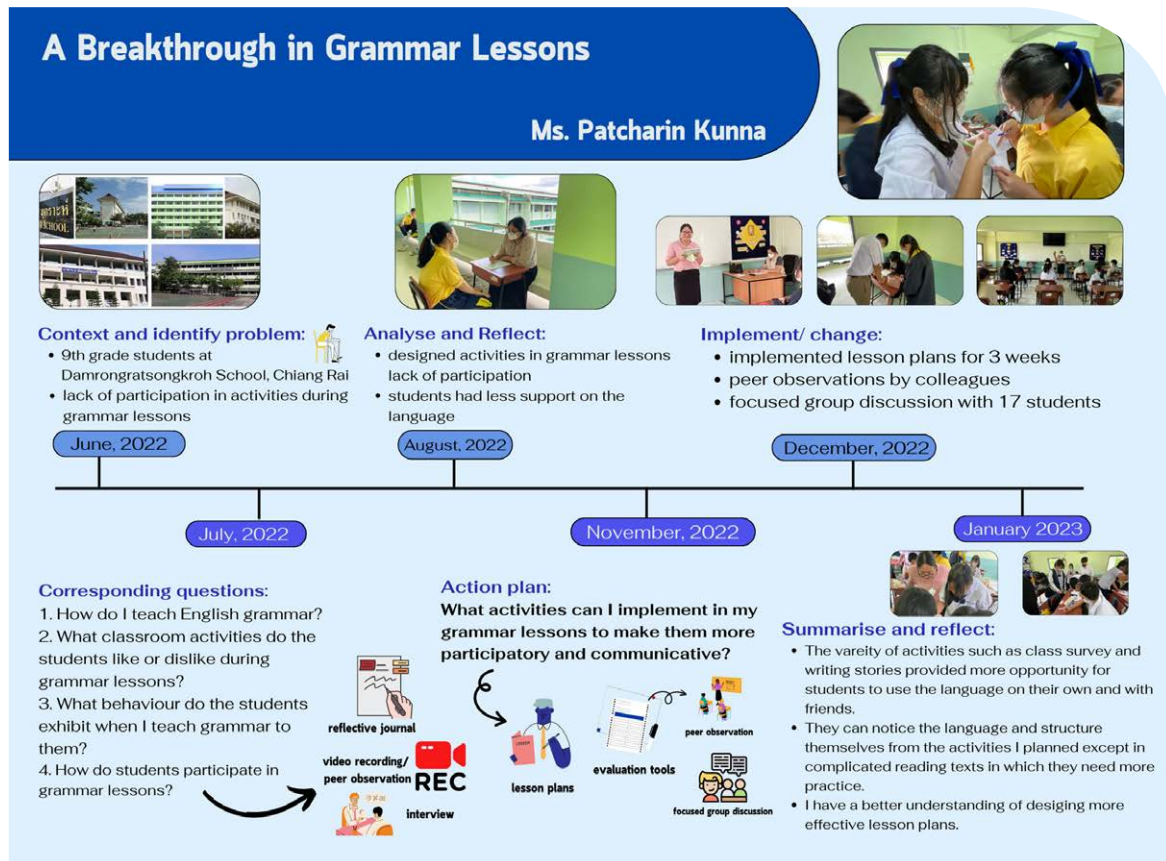 A Breakthrough in Grammar Lessons
Ms. Patcharin Kunna
SCHOOL
Context and identify problem:
• 9th grade students at
Damrongratsongkroh School, Chiang Rai
• lack of participation in activities during
grammar lessons
June, 2022
Analyse and Reflect:
• designed activities in grammar lessons
lack of participation
• students had less support on the
language
August, 2022
Implement/ change:
• implemented lesson plans for 3 weeks
• peer observations by colleagues
• focused group discussion with 17 students
December, 2022
July, 2022
November, 2022
January 2023
Corresponding questions:
1. How do I teach English grammar?
2. What classroom activities do the
students like or dislike during
grammar lessons?
3. What behaviour do the students
exhibit when I teach grammar to
them?
4. How do students participate in
grammar lessons?
reflective journal
video recording/
peer observation
REC
interview
Action plan:
What activities can I implement in my
grammar lessons to make them more
participatory and communicative?
LESSON
lesson plans
evaluation tools
peer observation
focused group discussion
Summarise and reflect:
• The vareity of activities such as class survey and
writing stories provided more opportunity for
students to use the language on their own and with
friends.
• They can notice the language and structure
themselves from the activities I planned except in
complicated reading texts in which they need more
practice.
• I have a better understanding of desiging more
effective lesson plans.